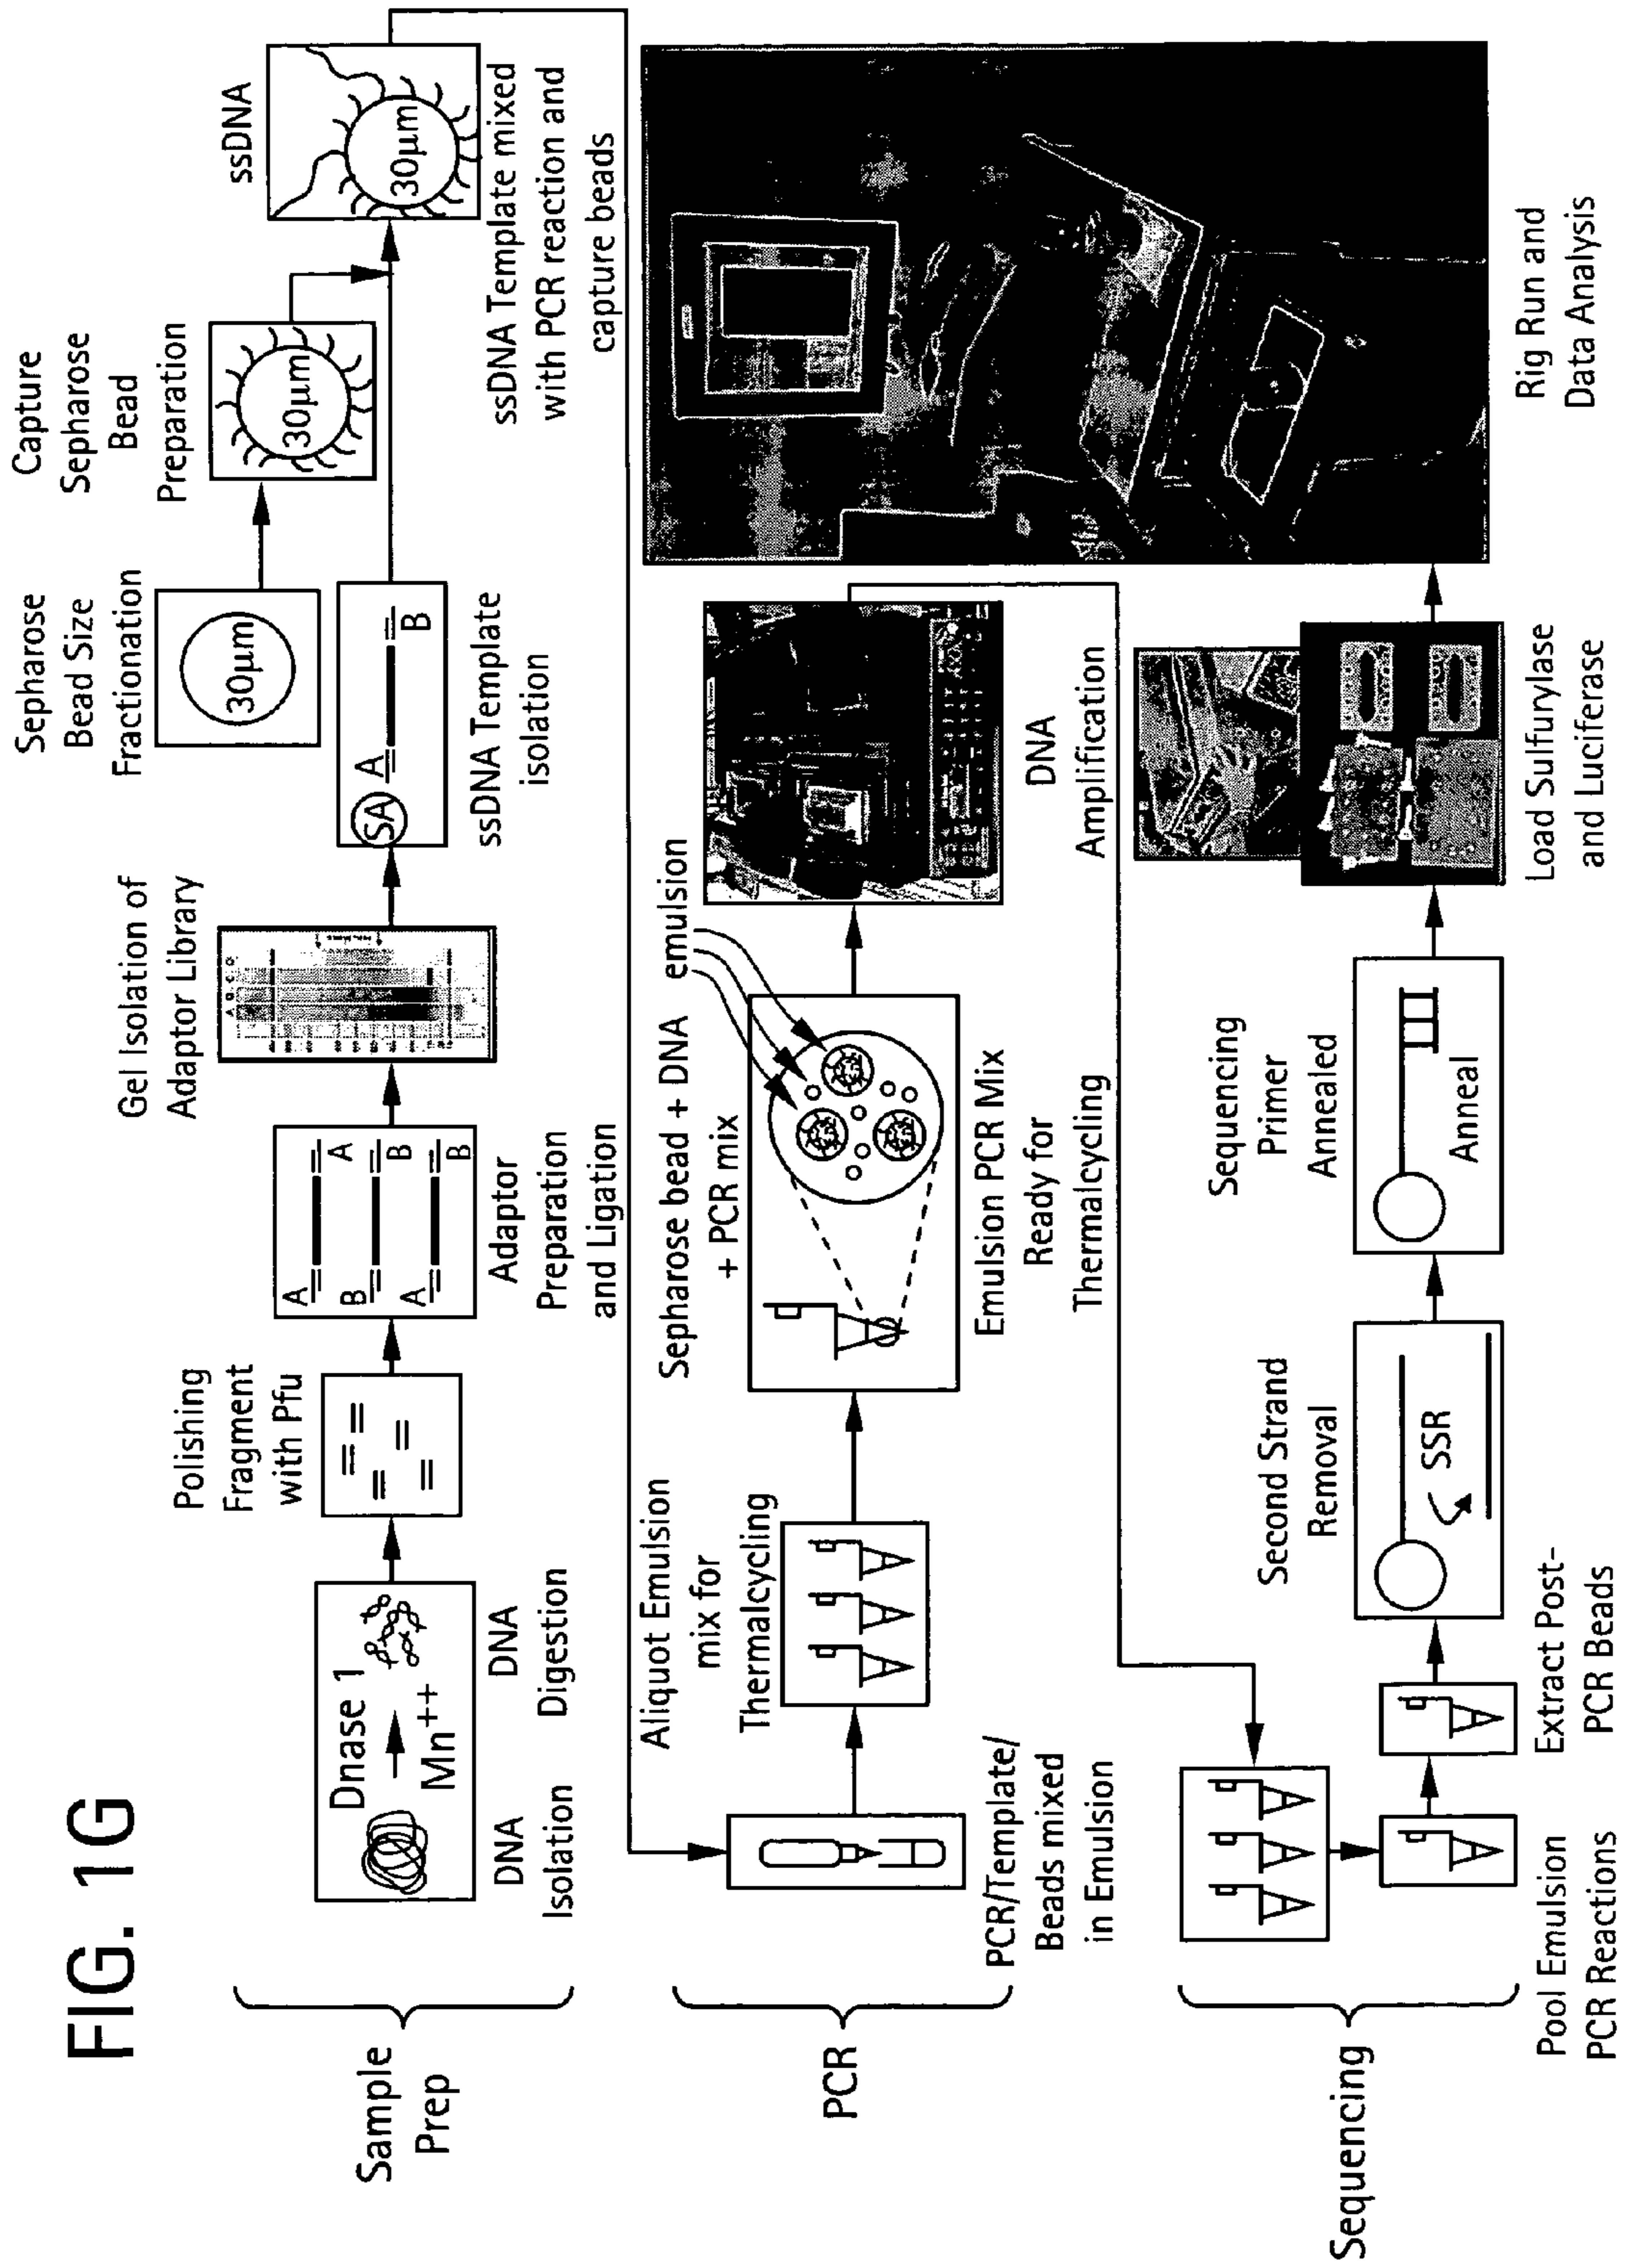 FIG. 1G
Sample
Prep
Dnase 1
Mn++
DNA
Isolation
DNA
Digestion
Polishing
Fragment
with Pfu
A
A
B
B
A
B
Adaptor
Preparation
and Ligation
Gel Isolation of
Adaptor Library
SA
A
B
ssDNA Template
isolation
Sepharose
Bead Size
Fractionation
30μm
Capture
Sepharose
Bead
Preparation
30μm
ssDNA
30μm
ssDNA Template mixed
with PCR reaction and
capture beads
PCR
PCR/Template/
Beads mixed
in Emulsion
Aliquot Emulsion
mix for
Thermalcycling
Sepharose bead + DNA
+ PCR mix
emulsion
Emulsion PCR Mix
Ready for
Thermalcycling
DNA
Amplification
Sequencing
Pool Emulsion
PCR Reactions
Extract Post-
PCR Beads
Second Strand
Removal
SSR
Sequencing
Primer
Annealed
Anneal
Load Sulfurylase
and Luciferase
Rig Run and
Data Analysis